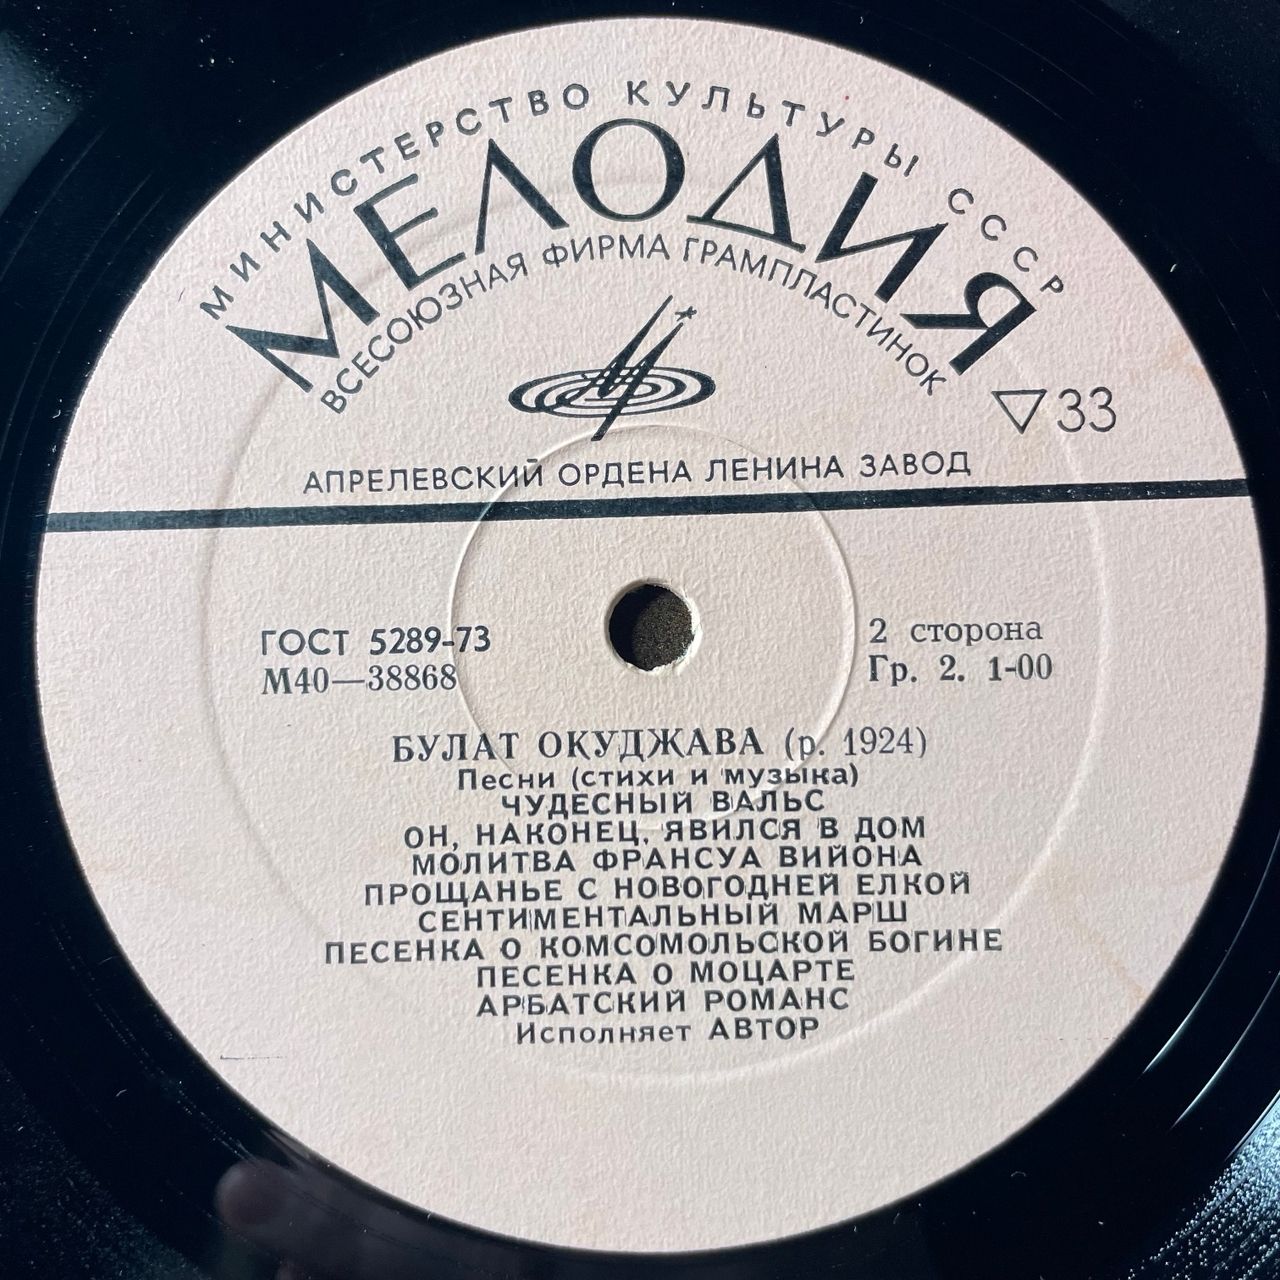 МИНИСТЕРСТВО КУЛЬТУРЫ СССР
МЕЛОДИЯ
ВСЕСОЮЗНАЯ ФИРМА ГРАМПЛАСТИНОК
▽33
АПРЕЛЕВСКИЙ ОРДЕНА ЛЕНИНА ЗАВОД
ГОСТ 5289-73
М40—38868
2 сторона
Гр. 2. 1-00
БУЛАТ ОКУДЖАВА (р. 1924)
Песни (стихи и музыка)
ЧУДЕСНЫЙ ВАЛЬС
ОН, НАКОНЕЦ, ЯВИЛСЯ В ДОМ
МОЛИТВА ФРАНСУА ВИЙОНА
ПРОЩАНЬЕ С НОВОГОДНЕЙ ЕЛКОЙ
СЕНТИМЕНТАЛЬНЫЙ МАРШ
ПЕСЕНКА О КОМСОМОЛЬСКОЙ БОГИНЕ
ПЕСЕНКА О МОЦАРТЕ
АРБАТСКИЙ РОМАНС
Исполняет АВТОР